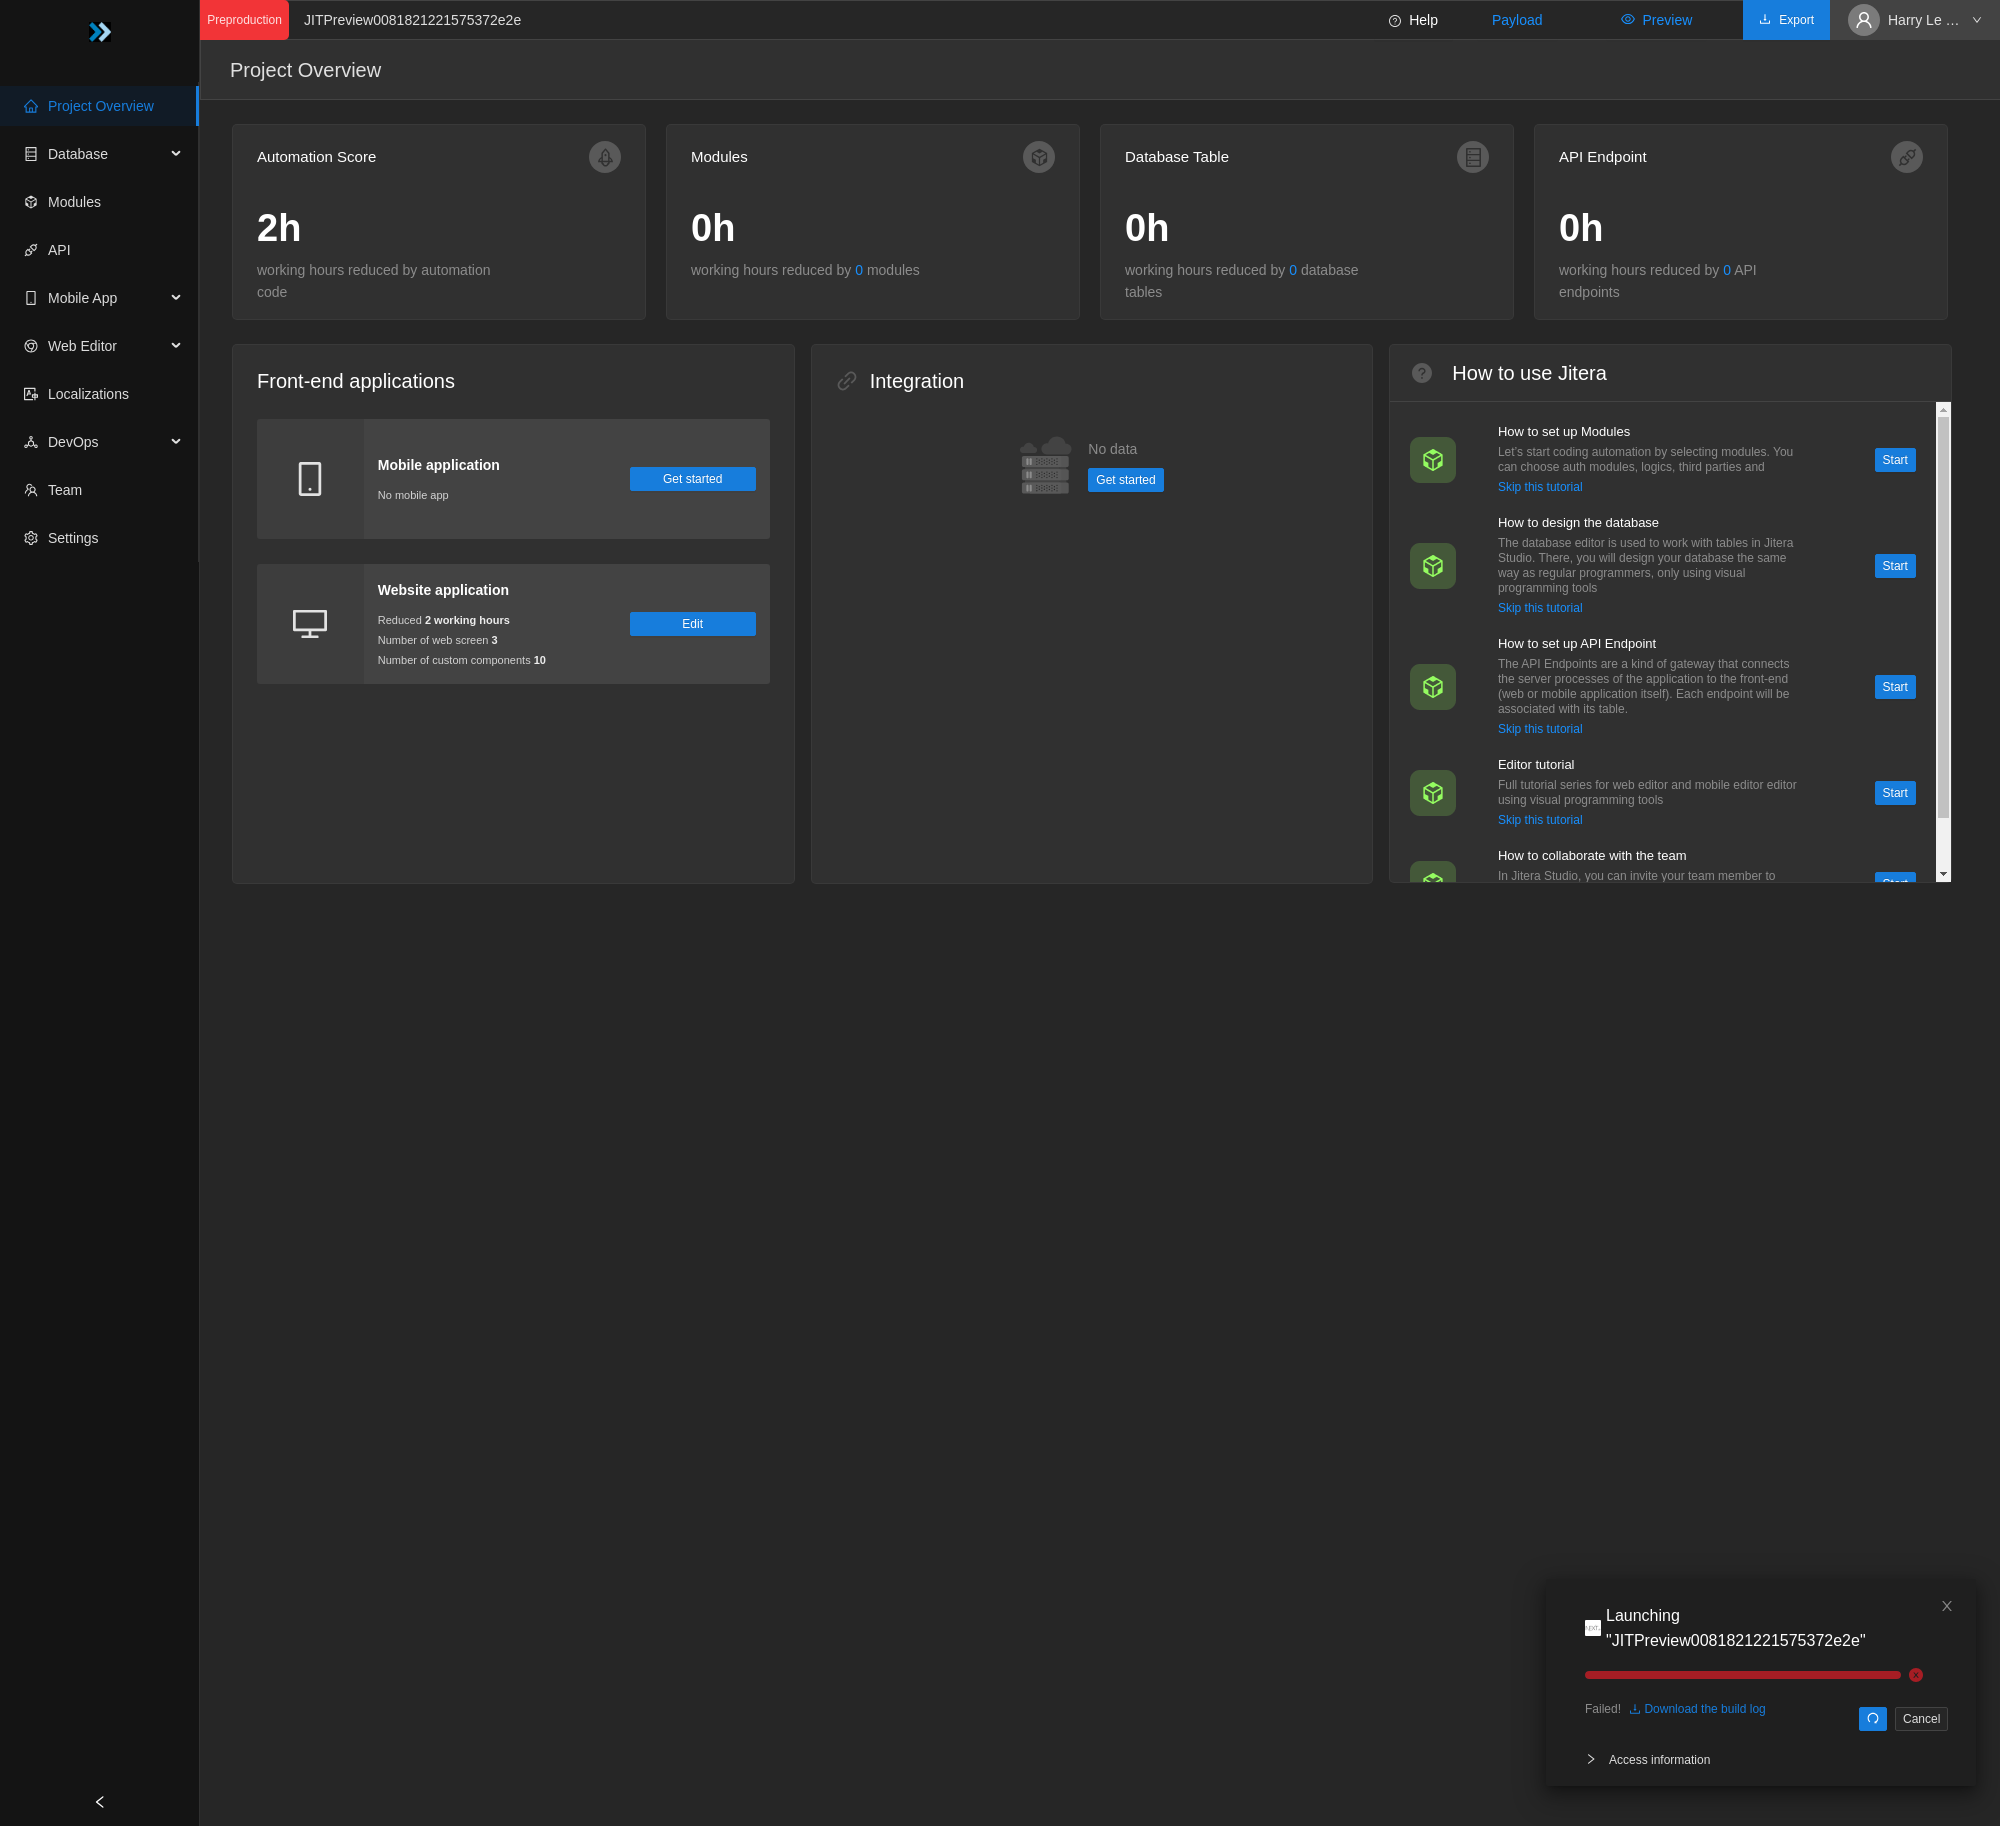 Preproduction
JITPreview0081821221575372e2e
Help
Payload
Preview
Export
Harry Le ...
Project Overview
Project Overview
Database
Modules
API
Mobile App
Web Editor
Localizations
DevOps
Team
Settings
Automation Score
2h
working hours reduced by automation
code
Modules
0h
working hours reduced by 0 modules
Database Table
0h
working hours reduced by 0 database
tables
API Endpoint
0h
working hours reduced by 0 API
endpoints
Front-end applications
Mobile application
No mobile app
Get started
Website application
Reduced 2 working hours
Number of web screen 3
Number of custom components 10
Edit
Integration
No data
Get started
How to use Jitera
How to set up Modules
Let's start coding automation by selecting modules. You
can choose auth modules, logics, third parties and
Skip this tutorial
Start
How to design the database
The database editor is used to work with tables in Jitera
Studio. There, you will design your database the same
way as regular programmers, only using visual
programming tools
Skip this tutorial
Start
How to set up API Endpoint
The API Endpoints are a kind of gateway that connects
the server processes of the application to the front-end
(web or mobile application itself). Each endpoint will be
associated with its table.
Skip this tutorial
Start
Editor tutorial
Full tutorial series for web editor and mobile editor editor
using visual programming tools
Skip this tutorial
Start
How to collaborate with the team
In Jitera Studio, you can invite your team member to
Start
Launching
"JITPreview0081821221575372e2e"
Failed!
Download the build log
Cancel
Access information